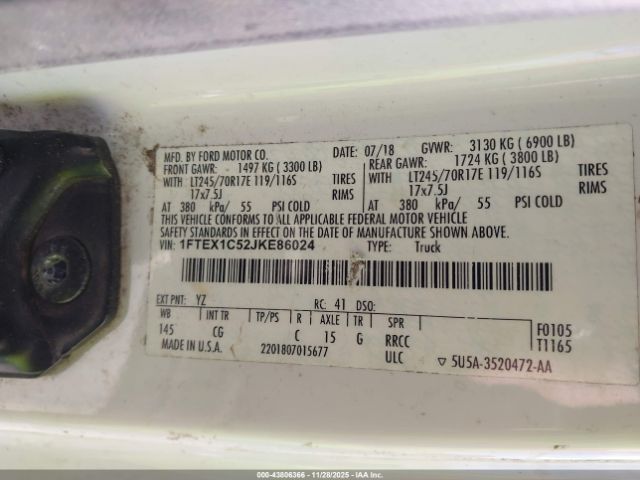 MFD. BY FORD MOTOR CO. DATE: 07/18 GVWR: 3130 KG ( 6900 LB)
FRONT GAWR: 1497 KG ( 3300 LB) REAR GAWR: 1724 KG ( 3800 LB)
WITH LT245/70R17E 119/116S TIRES WITH LT245/70R17E 119/116S TIRES
17x7.5J RIMS 17x7.5J RIMS
AT 380 kPa/ 55 PSI COLD AT 380 kPa/ 55 PSI COLD
THIS VEHICLE CONFORMS TO ALL APPLICABLE FEDERAL MOTOR VEHICLE
SAFETY STANDARDS IN EFFECT ON THE DATE OF MANUFACTURE SHOWN ABOVE.
VIN: 1FTEX1C52JKE86024 TYPE: Truck
EXT PNT: YZ RC: 41 DSO:
WB INT TR TP/PS R AXLE TR SPR F0105
145 CG C 15 G RRCC T1165
MADE IN U.S.A. 2201807015677 ULC ▽ 5U5A-3520472-AA
00-43806366 - 11/28/2025 - IAA, Inc.